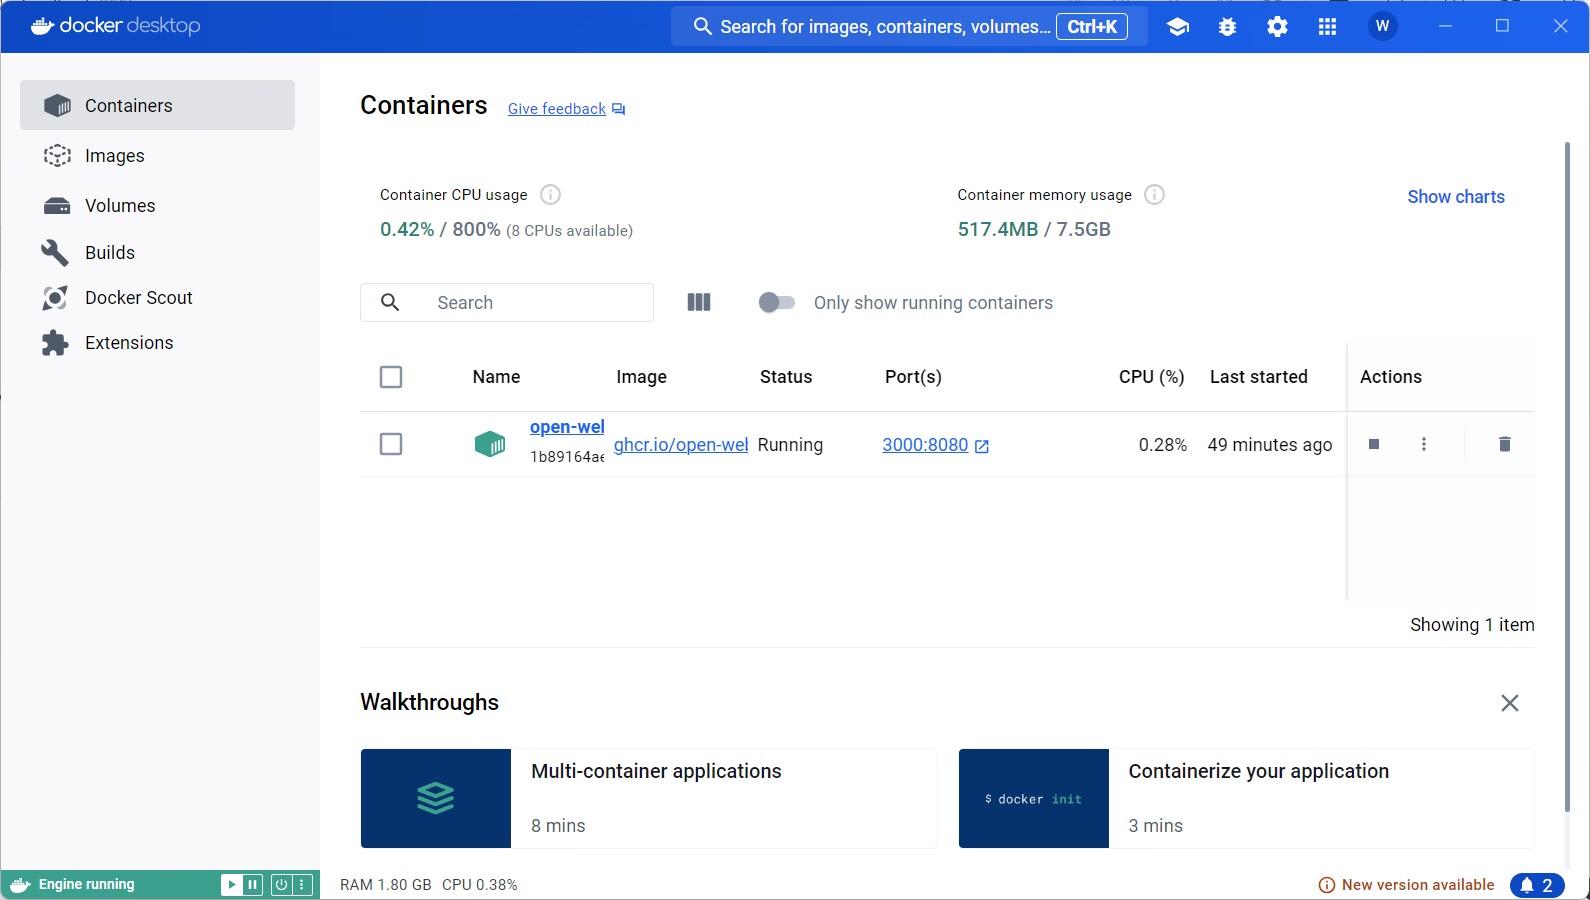 docker desktop
Search for images, containers, volumes... Ctrl+K
W
Containers
Images
Volumes
Builds
Docker Scout
Extensions
Containers Give feedback
Container CPU usage
0.42% / 800% (8 CPUs available)
Container memory usage
517.4MB / 7.5GB
Show charts
Search
Only show running containers
Name Image Status Port(s) CPU (%) Last started Actions
open-wel
1b89164ae
ghcr.io/open-wel Running 3000:8080 0.28% 49 minutes ago
Showing 1 item
Walkthroughs
Multi-container applications
8 mins
$ docker init
Containerize your application
3 mins
Engine running
RAM 1.80 GB CPU 0.38%
New version available
2